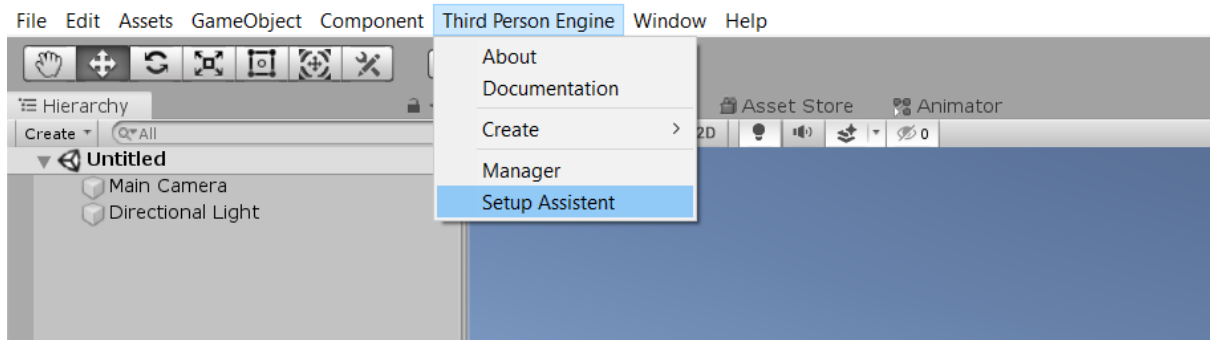 File Edit Assets GameObject Component Third Person Engine Window Help
About
Documentation
Hierarchy Asset Store Animator
Create All Create 2D 0
Untitled
Manager
Main Camera
Setup Assistent
Directional Light